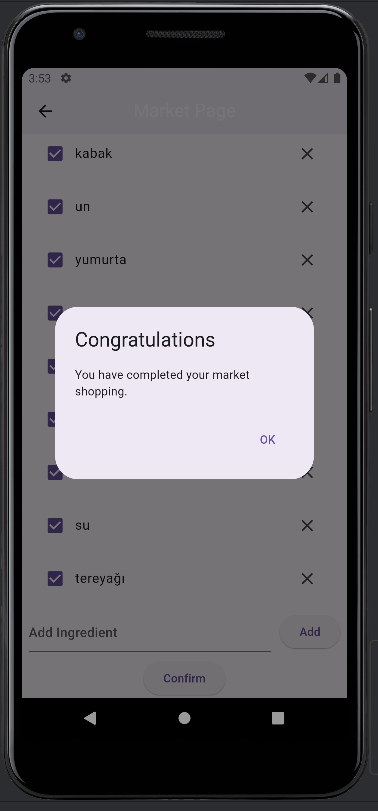 3:53
Market Page
kabak
un
yumurta
Congratulations
You have completed your market
shopping.
OK
su
tereyağı
Add Ingredient
Add
Confirm